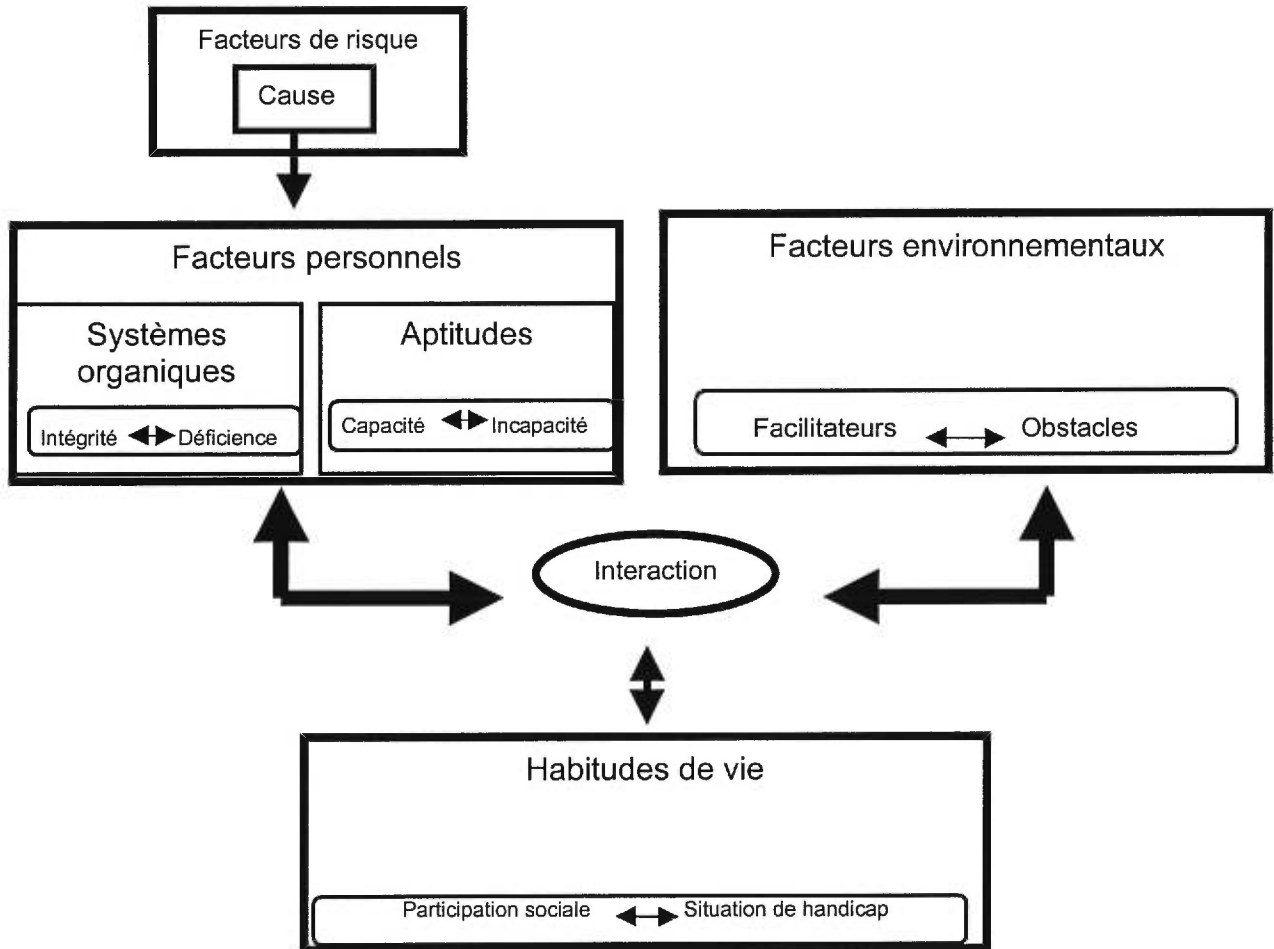 Facteurs de risque
Cause
Facteurs personnels
Systèmes
organiques
Intégrité Déficience
Aptitudes
Capacité Incapacité
Facteurs environnementaux
Facilitateurs Obstacles
Interaction
Habitudes de vie
Participation sociale Situation de handicap